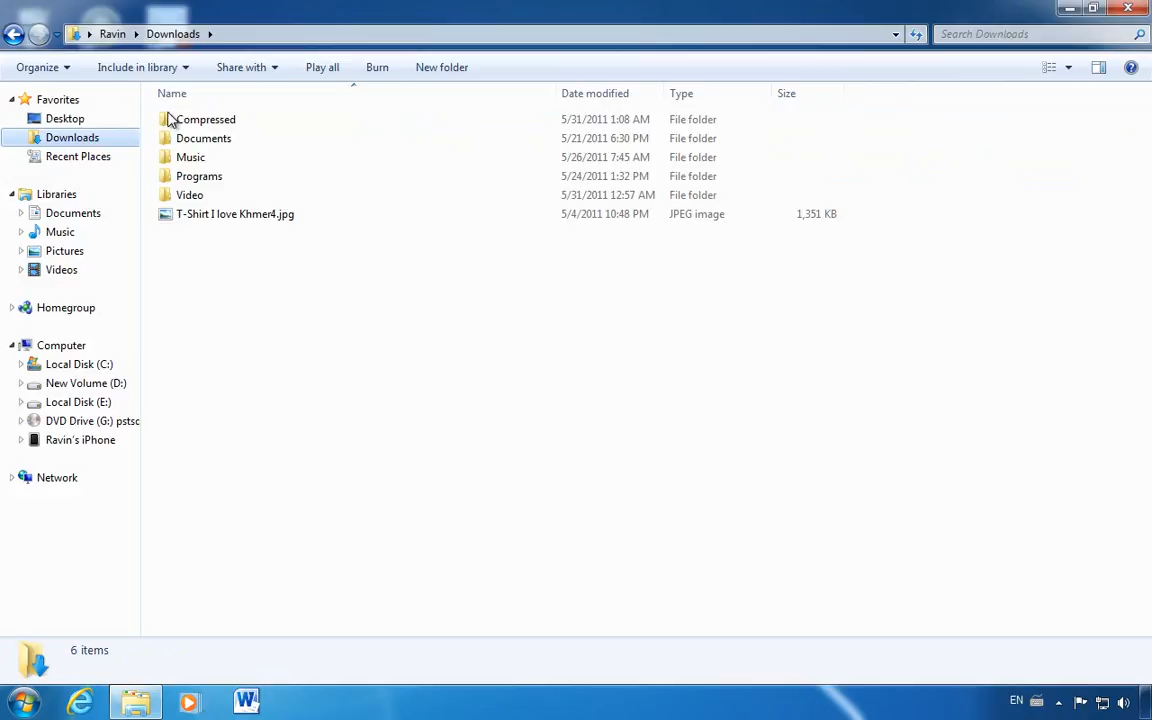 Ravin Downloads
Search Downloads
Organize Include in library Share with Play all Burn New folder
Name Date modified Type Size
Favorites
Desktop
Downloads
Recent Places
Libraries
Documents
Music
Pictures
Videos
Homegroup
Computer
Local Disk (C:)
New Volume (D:)
Local Disk (E:)
DVD Drive (G:) pstsc
Ravin's iPhone
Network
Compressed 5/31/2011 1:08 AM File folder
Documents 5/21/2011 6:30 PM File folder
Music 5/26/2011 7:45 AM File folder
Programs 5/24/2011 1:32 PM File folder
Video 5/31/2011 12:57 AM File folder
T-Shirt I love Khmer4.jpg 5/4/2011 10:48 PM JPEG image 1,351 KB
6 items
EN